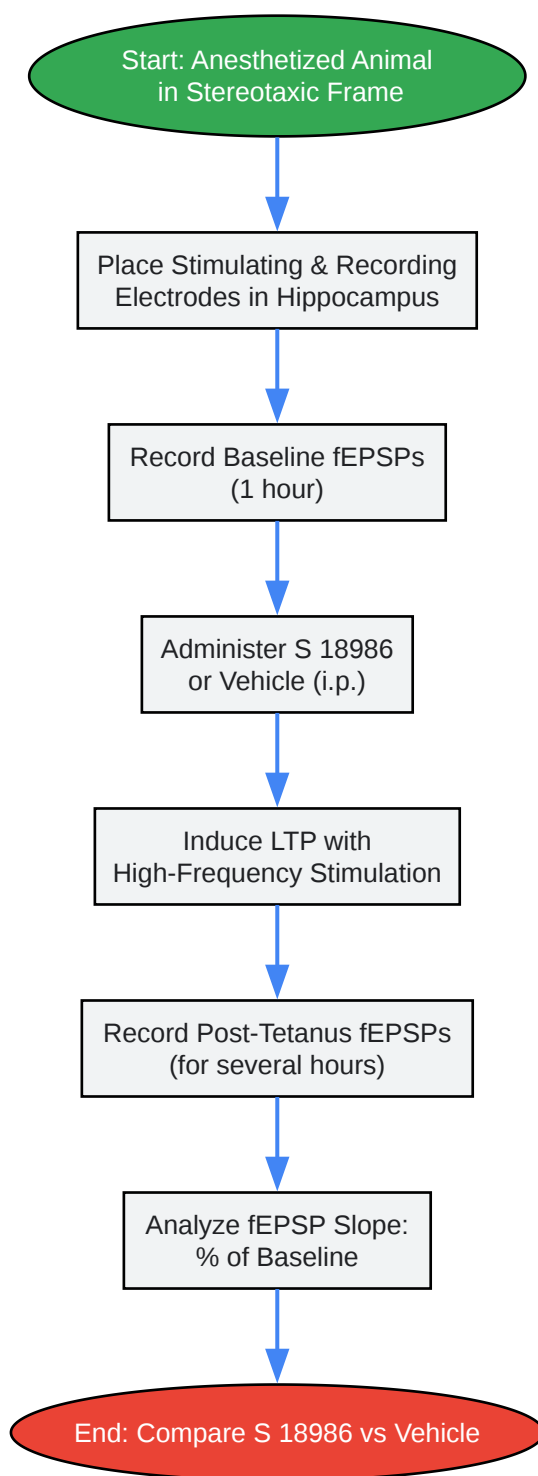 Start: Anesthetized Animal
in Stereotaxic Frame
Place Stimulating & Recording
Electrodes in Hippocampus
Record Baseline fEPSPs
(1 hour)
Administer S 18986
or Vehicle (i.p.)
Induce LTP with
High-Frequency Stimulation
Record Post-Tetanus fEPSPs
(for several hours)
Analyze fEPSP Slope:
% of Baseline
End: Compare S 18986 vs Vehicle